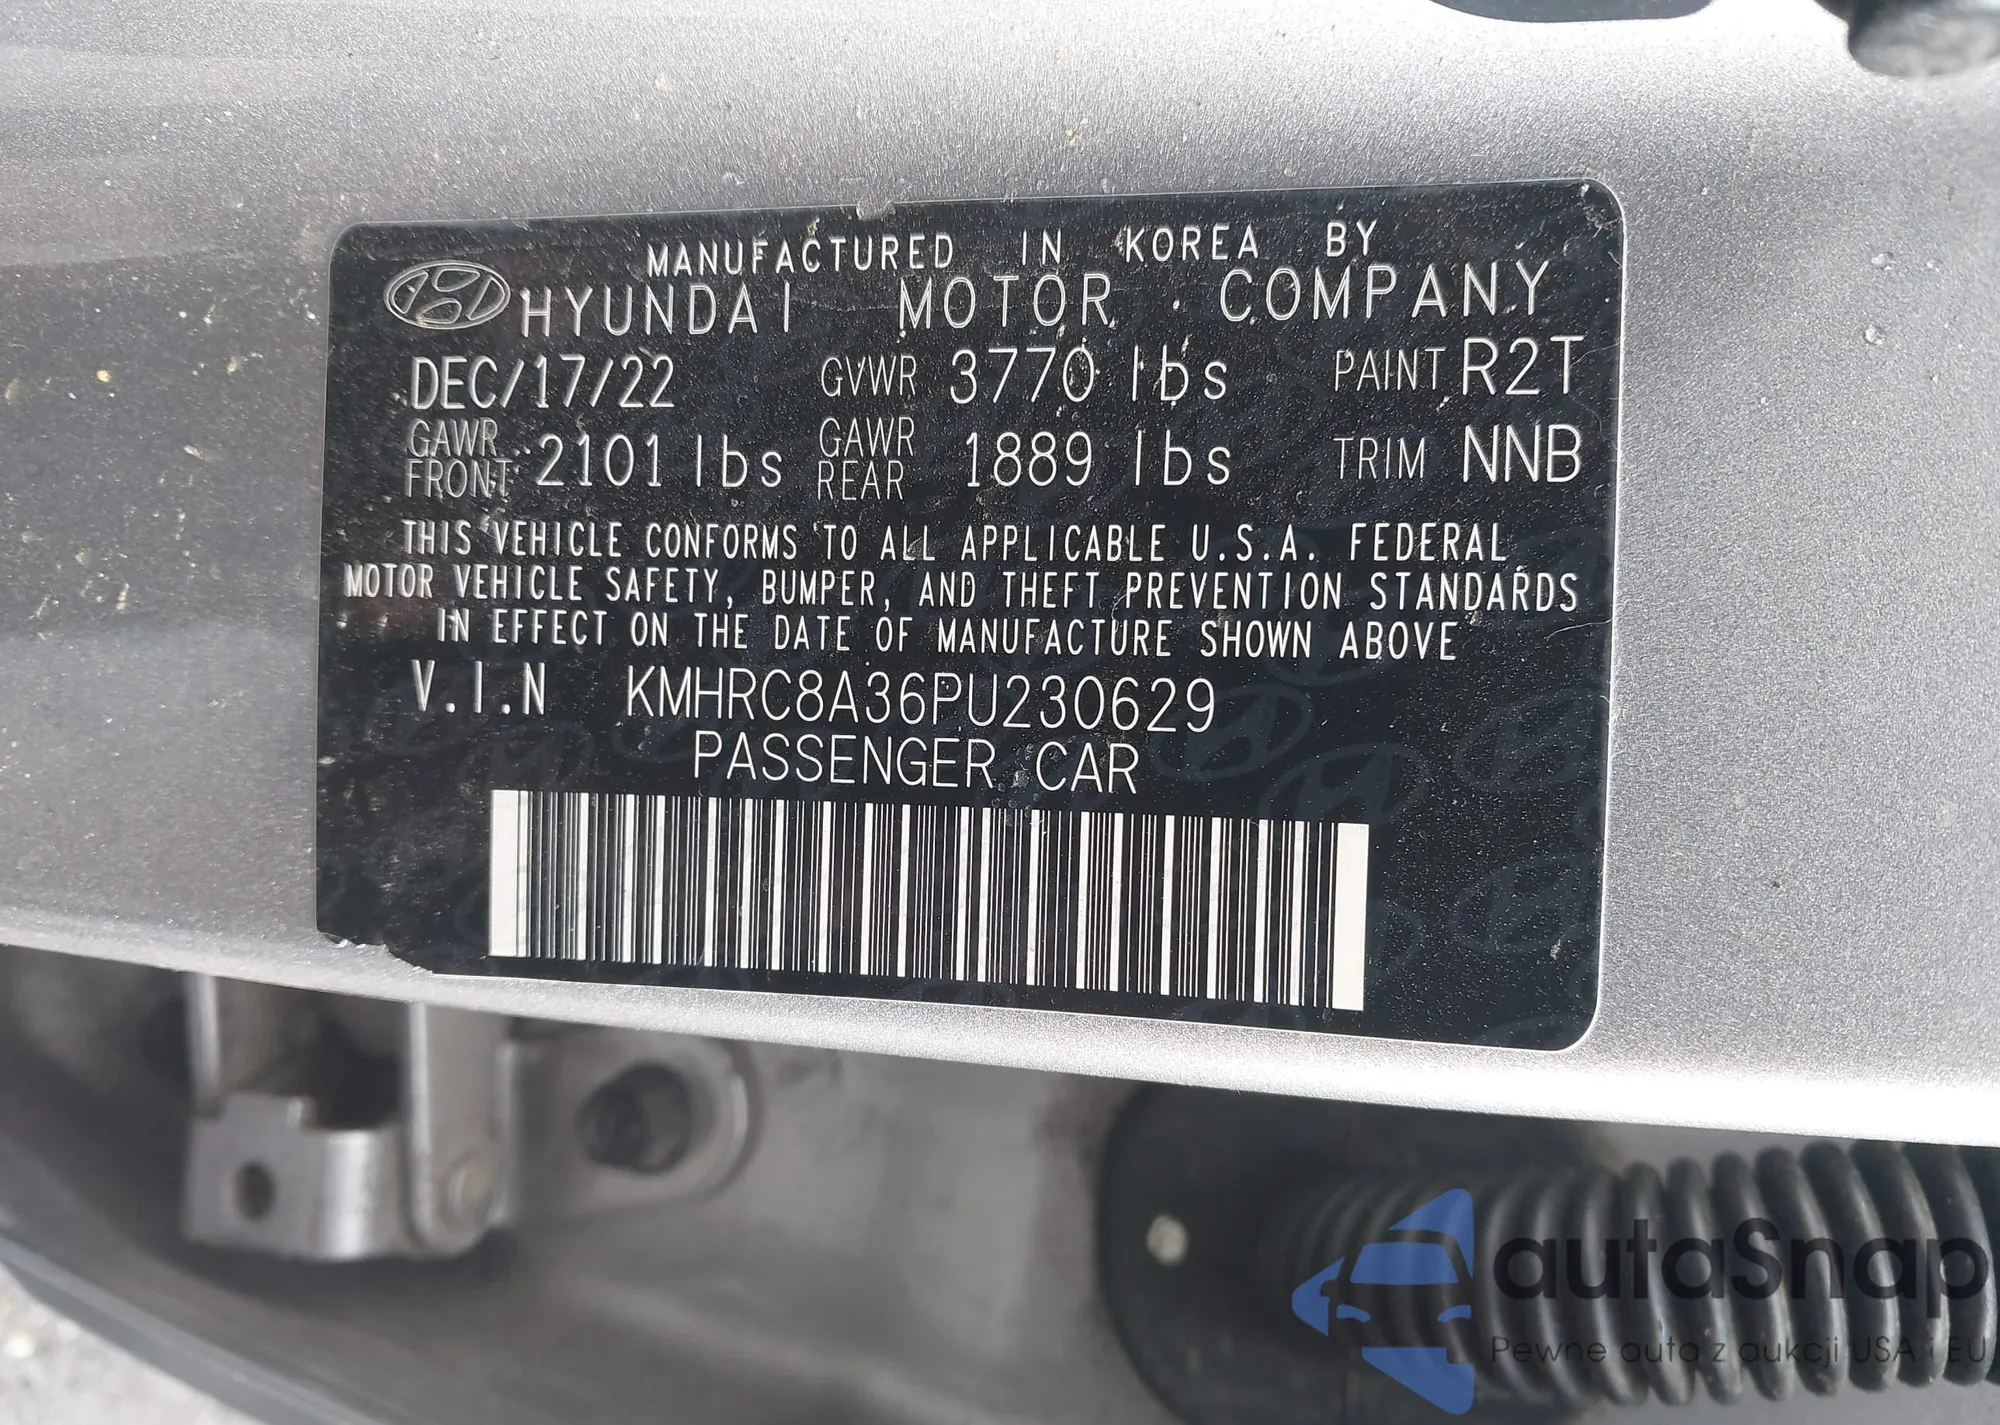 MANUFACTURED IN KOREA BY
HYUNDAI MOTOR COMPANY
DEC/17/22 GVWR 3770 lbs PAINT R2T
GAWR FRONT 2101 lbs GAWR REAR 1889 lbs TRIM NNB
THIS VEHICLE CONFORMS TO ALL APPLICABLE U.S.A. FEDERAL
MOTOR VEHICLE SAFETY, BUMPER, AND THEFT PREVENTION STANDARDS
IN EFFECT ON THE DATE OF MANUFACTURE SHOWN ABOVE
V.I.N KMHRC8A36PU230629
PASSENGER CAR
autoSnap
Pewne auta z aukcji USA i EU